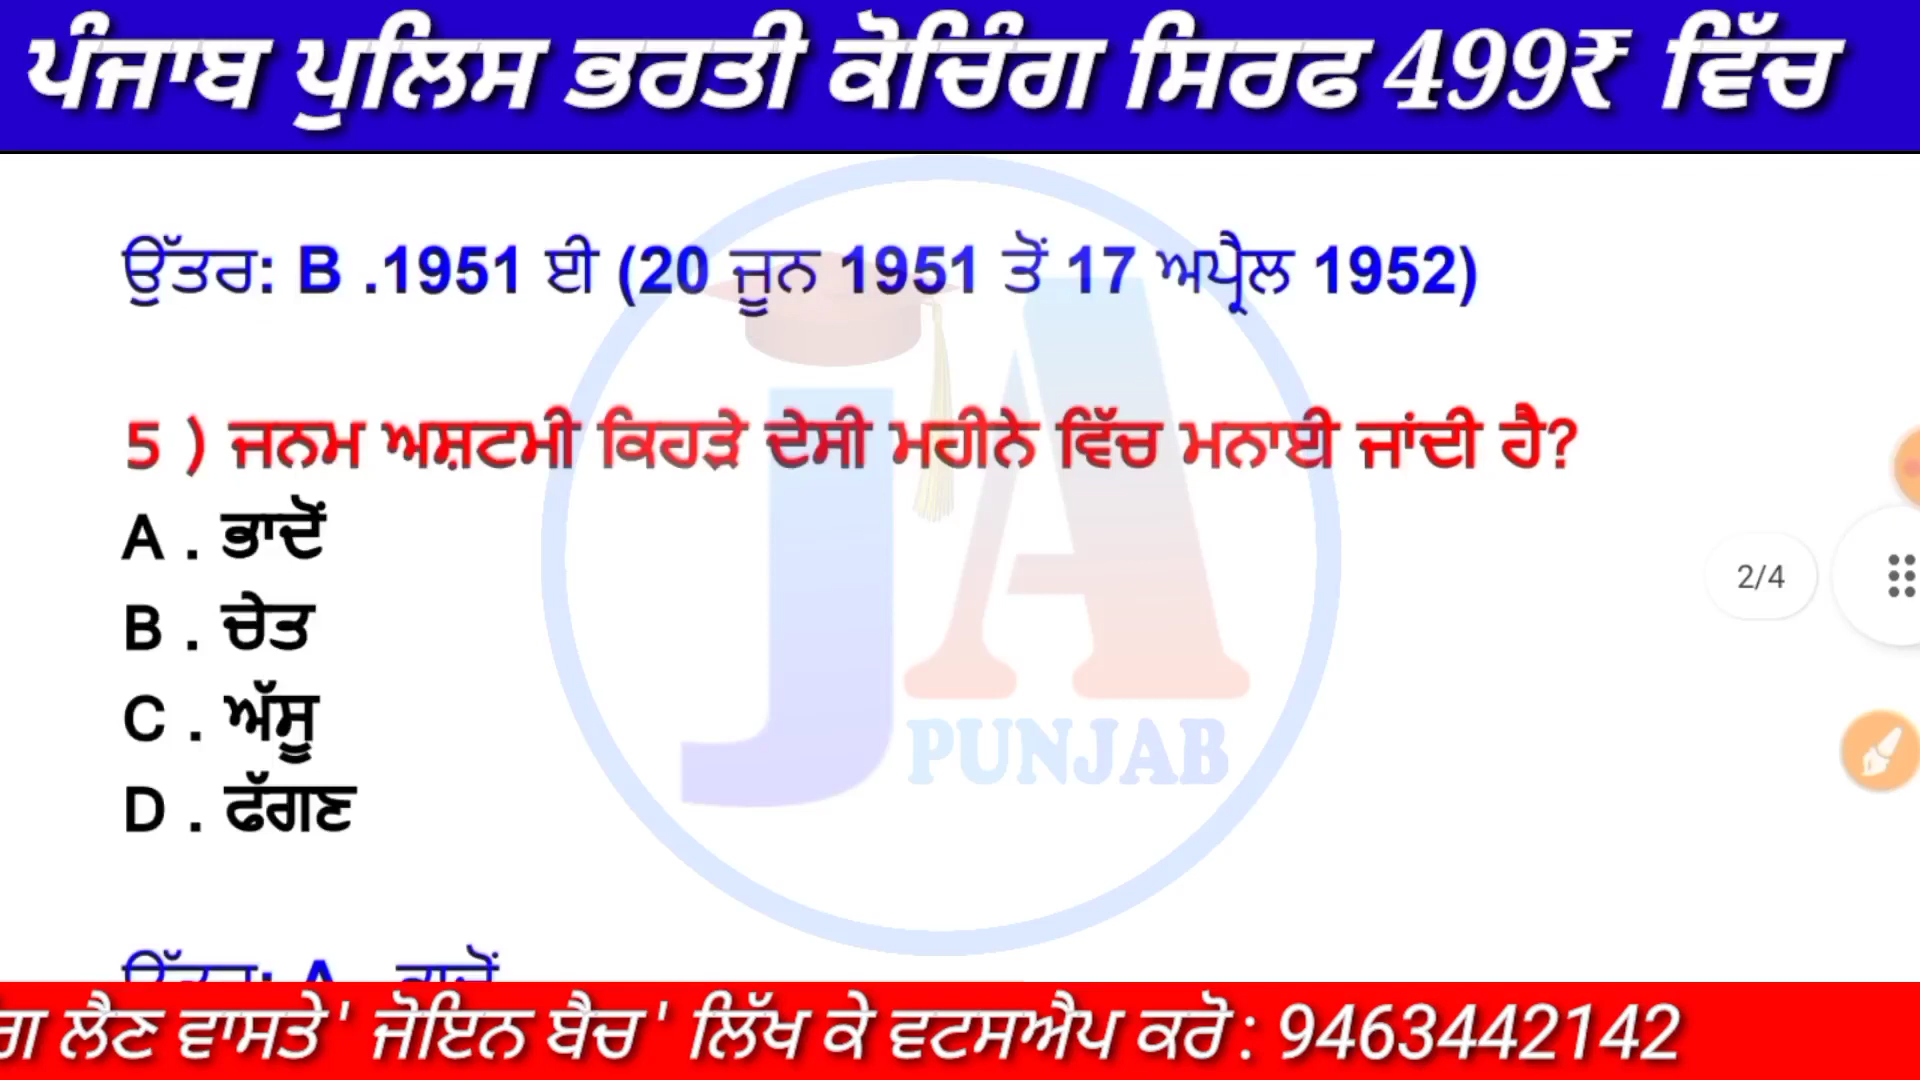 ਪੰਜਾਬ ਪੁਲਿਸ ਭਰਤੀ ਕੋਚਿੰਗ ਸਿਰਫ 499₹ ਵਿੱਚ
ਉੱਤਰ: B .1951 ਈ (20 ਜੂਨ 1951 ਤੋਂ 17 ਅਪ੍ਰੈਲ 1952)
5 ) ਜਨਮ ਅਸ਼ਟਮੀ ਕਿਹੜੇ ਦੇਸੀ ਮਹੀਨੇ ਵਿੱਚ ਮਨਾਈ ਜਾਂਦੀ ਹੈ?
A . ਭਾਦੋਂ
B . ਚੇਤ
2/4
C . ਅੱਸੂ
D . ਫੱਗਣ
JA
PUNJAB
ਲੈਣ ਵਾਸਤੇ ' ਜੋਇਨ ਬੈਚ ' ਲਿੱਖ ਕੇ ਵਟਸਐਪ ਕਰੋ : 9463442142